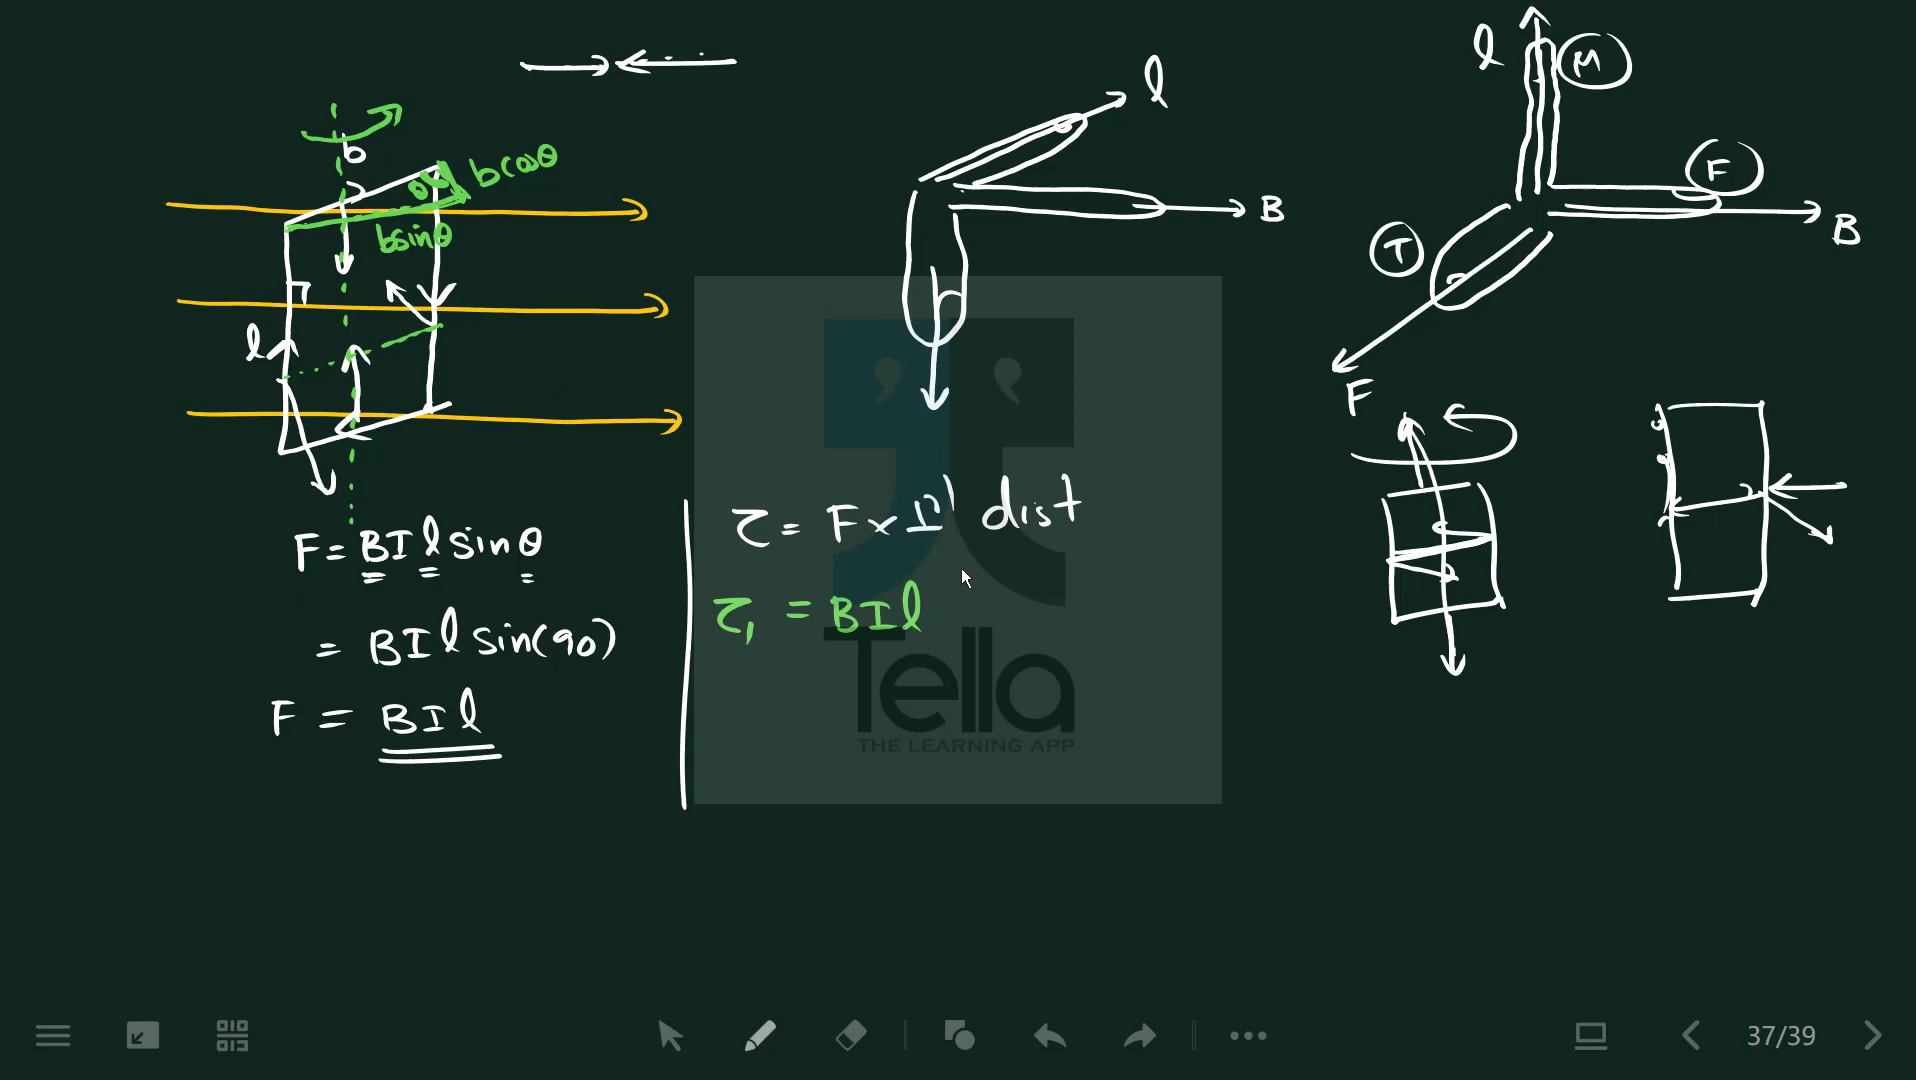 b
θ
b cosθ
b sinθ
l
F = BIl sinθ
= BIl sin(90)
F = BIl
l
B
l
M
F
B
T
F
τ = F × dist
τ₁ = BIl
Tella
THE LEARNING APP
37/39